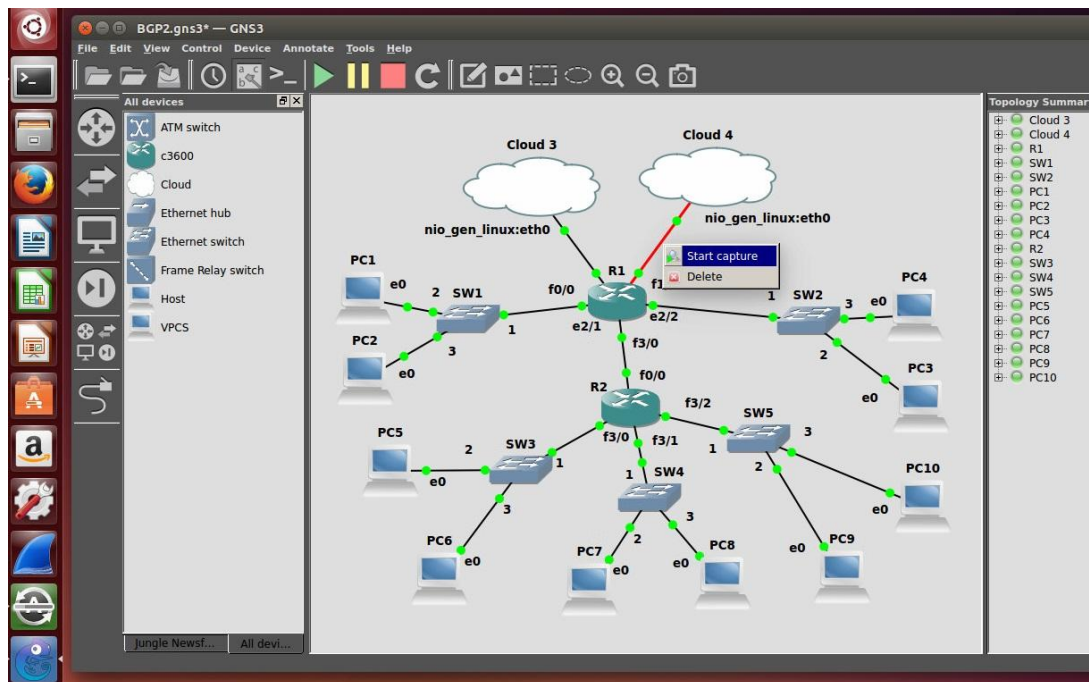 BGP2.gns3* — GNS3
File Edit View Control Device Annotate Tools Help
All devices
ATM switch
c3600
Cloud
Ethernet hub
Ethernet switch
Frame Relay switch
Host
VPCS
Jungle Newsf...
All devi...
Cloud 3
Cloud 4
nio_gen_linux:eth0
nio_gen_linux:eth0
Start capture
Delete
PC1
e0
2
SW1
1
f0/0
R1
f1
e2/1
e2/2
1
SW2
3
e0
PC4
PC2
e0
3
2
PC3
e0
f3/0
f0/0
R2
f3/0
f3/1
f3/2
PC5
2
e0
SW3
1
3
PC6
e0
1
SW4
2
3
PC7
e0
PC8
e0
SW5
1
2
3
PC10
e0
PC9
e0
Topology Summar
Cloud 3
Cloud 4
R1
SW1
SW2
PC1
PC2
PC3
PC4
R2
SW3
SW4
SW5
PC5
PC6
PC7
PC8
PC9
PC10